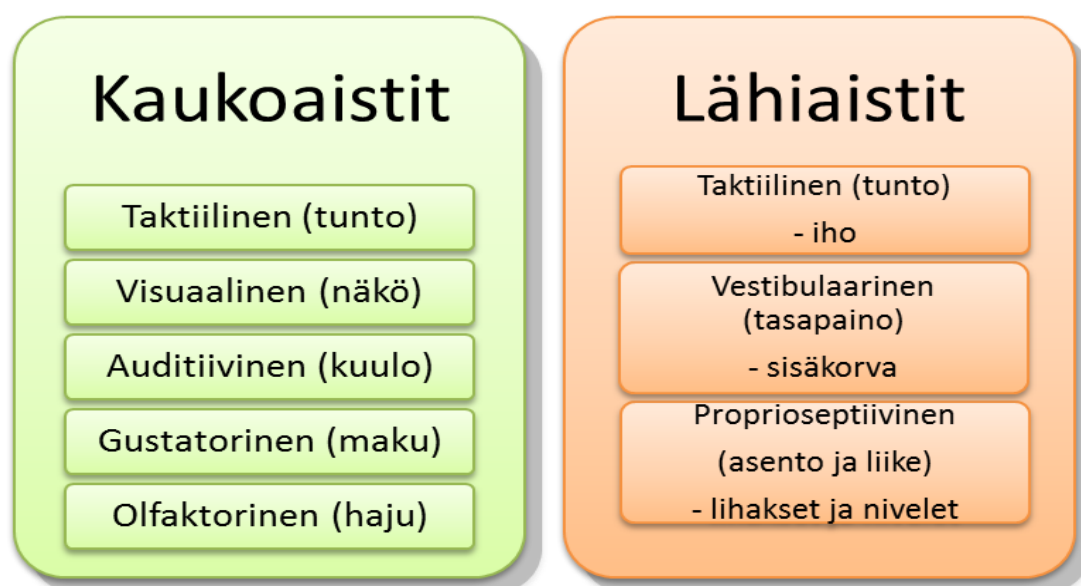 Kaukoaistit
Taktiilinen (tunto)
Visuaalinen (näkö)
Auditiivinen (kuulo)
Gustatorinen (maku)
Olfaktorinen (haju)
Lähiaistit
Taktiilinen (tunto)
- iho
Vestibulaarinen
(tasapaino)
- sisäkorva
Proprioseptiivinen
(asento ja liike)
- lihakset ja nivelet